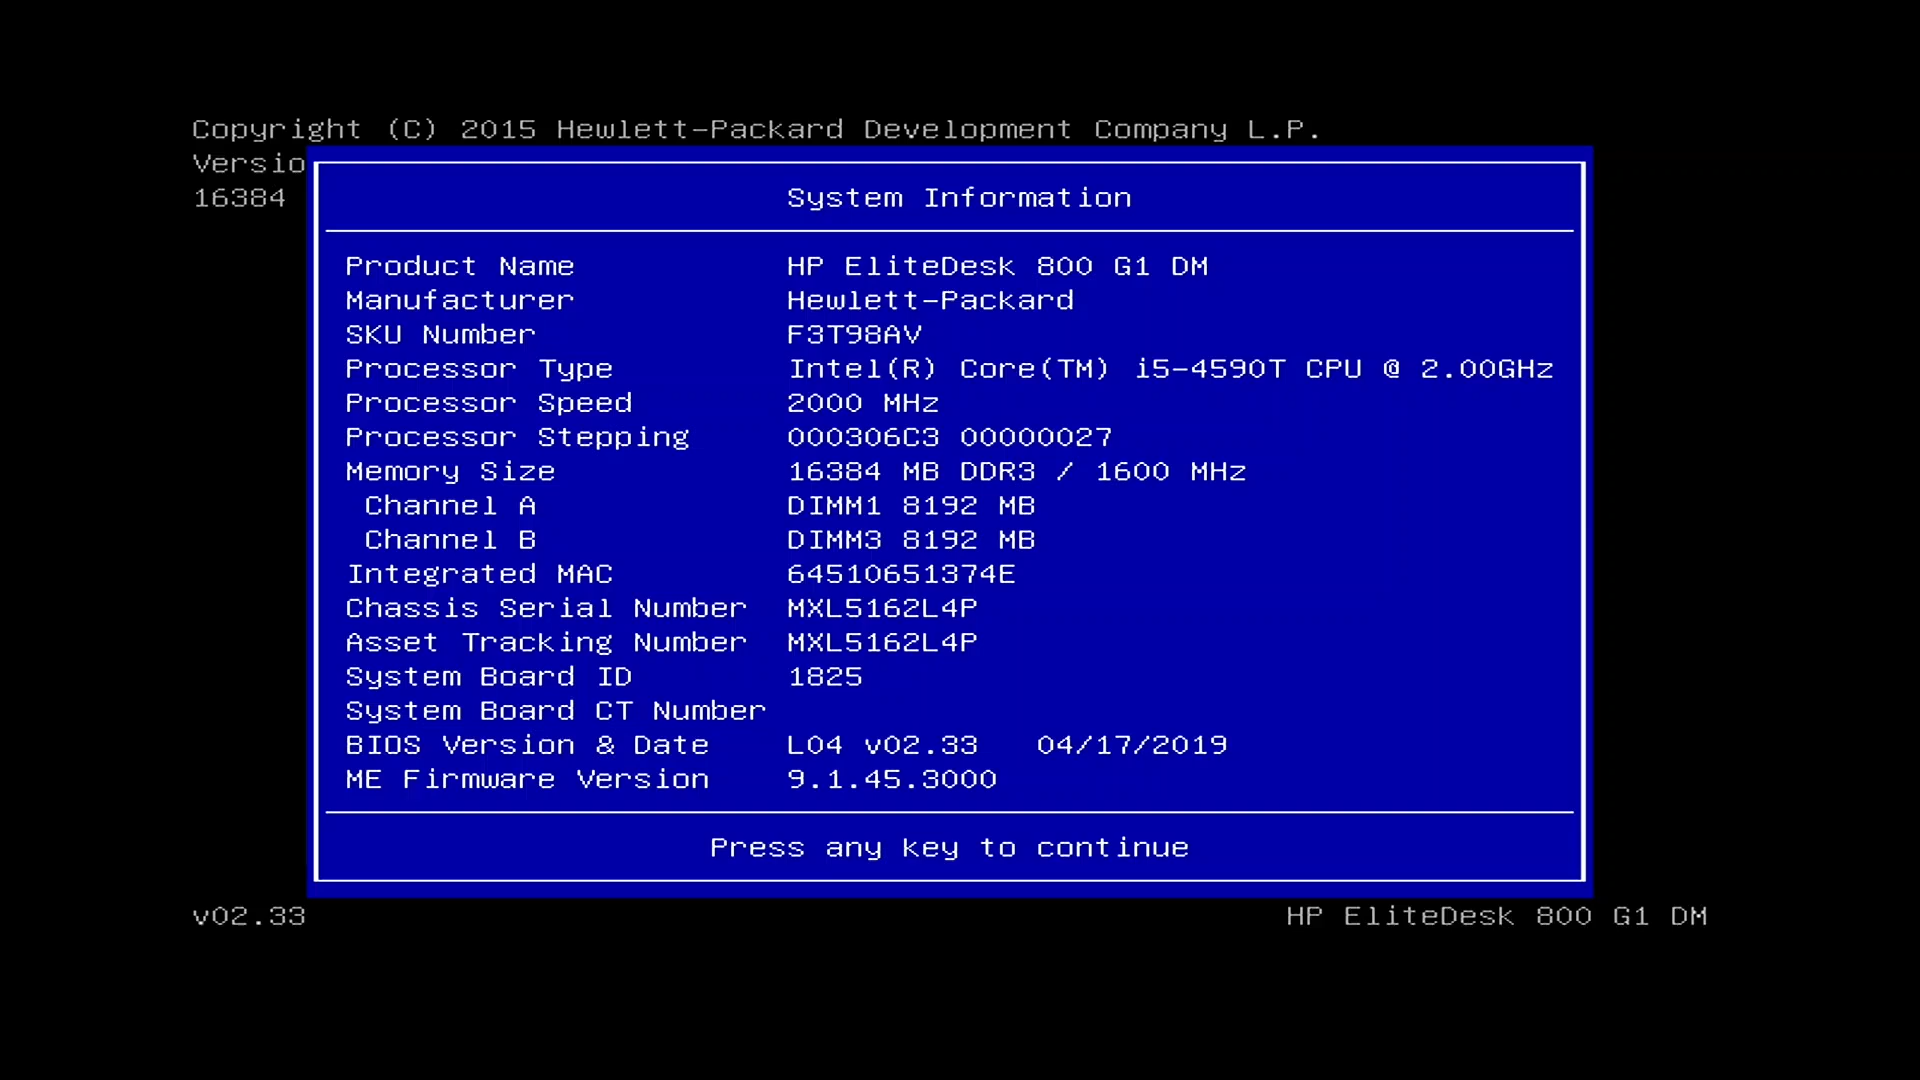 Copyright (C) 2015 Hewlett-Packard Development Company L.P.
Versio
16384
System Information
Product Name HP EliteDesk 800 G1 DM
Manufacturer Hewlett-Packard
SKU Number F3T98AV
Processor Type Intel(R) Core(TM) i5-4590T CPU @ 2.00GHz
Processor Speed 2000 MHz
Processor Stepping 000306C3 00000027
Memory Size 16384 MB DDR3 / 1600 MHz
Channel A DIMM1 8192 MB
Channel B DIMM3 8192 MB
Integrated MAC 64510651374E
Chassis Serial Number MXL5162L4P
Asset Tracking Number MXL5162L4P
System Board ID 1825
System Board CT Number
BIOS Version & Date L04 v02.33 04/17/2019
ME Firmware Version 9.1.45.3000
Press any key to continue
v02.33 HP EliteDesk 800 G1 DM